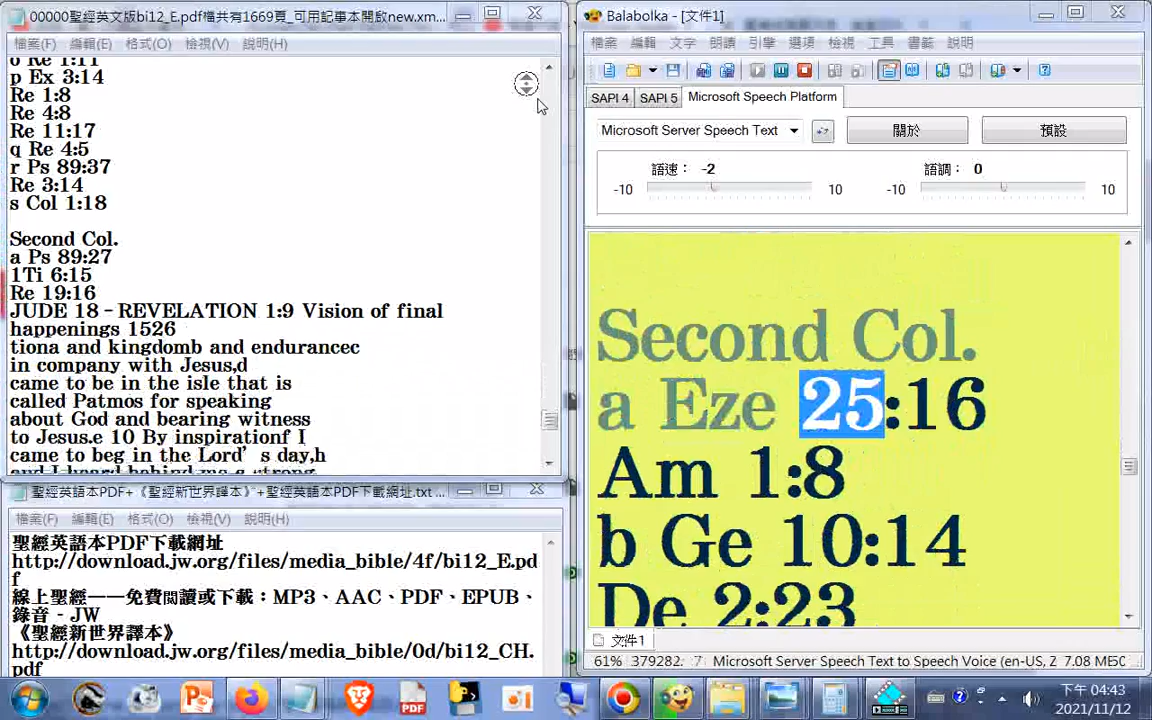 00000聖經英文版bi12_E.pdf檔共有1669頁_可用記事本開啟new.xm...
檔案(F) 編輯(E) 格式(O) 檢視(V) 說明(H)
o Re 1:11
p Ex 3:14
Re 1:8
Re 4:8
Re 11:17
q Re 4:5
r Ps 89:37
Re 3:14
s Col 1:18
Second Col.
a Ps 89:27
1Ti 6:15
Re 19:16
JUDE 18–REVELATION 1:9 Vision of final
happenings 1526
tiona and kingdomb and endurancec
in company with Jesus,d
came to be in the isle that is
called Patmos for speaking
about God and bearing witness
to Jesus.e 10 By inspirationf I
came to beg in the Lord’s day,h
and I heard behind me a strong
聖經英語本PDF+《聖經新世界譯本》+聖經英語本PDF下載網址.txt ...
檔案(F) 編輯(E) 格式(O) 檢視(V) 說明(H)
聖經英語本PDF下載網址
http://download.jw.org/files/media_bible/4f/bi12_E.pd
f
線上聖經——免費閱讀或下載：MP3、AAC、PDF、EPUB、
錄音 - JW
《聖經新世界譯本》
http://download.jw.org/files/media_bible/0d/bi12_CH.
pdf
Balabolka - [文件1]
檔案 編輯 文字 朗讀 引擎 選項 檢視 工具 書籤 說明
SAPI 4 SAPI 5 Microsoft Speech Platform
Microsoft Server Speech Text 關於 預設
語速： -2 語調： 0
-10 10 -10 10
Second Col.
a Eze 25:16
Am 1:8
b Ge 10:14
De 2:23
文件1
61% 379282. 7 Microsoft Server Speech Text to Speech Voice (en-US, Z 7.08 ME50
PDF
下午 04:43
2021/11/12